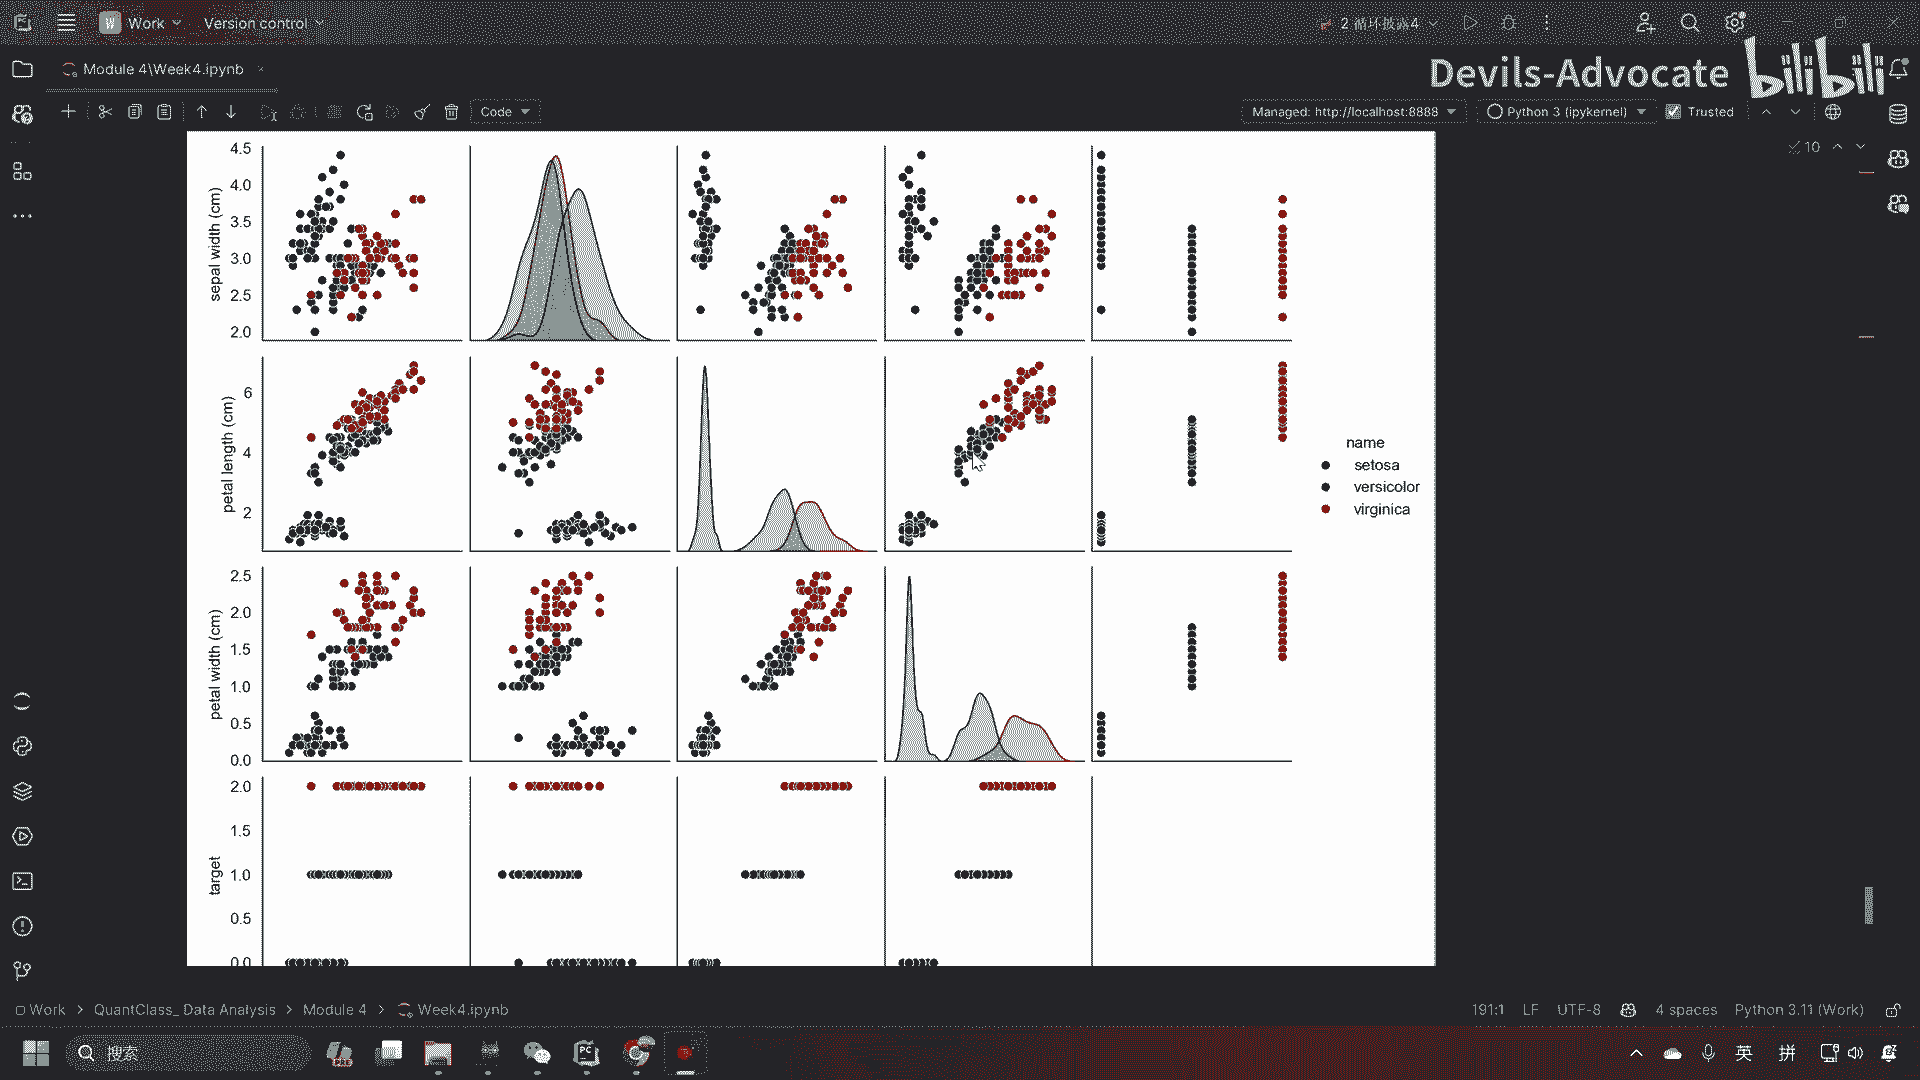 W Work Version control
2 循环披露4
Module 4\Week4.ipynb
Devils-Advocate bilibili
Code
Managed: http://localhost:8888
Python 3 (ipykernel)
Trusted
10
sepal width (cm)
4.5
4.0
3.5
3.0
2.5
2.0
petal length (cm)
6
4
2
name
setosa
versicolor
virginica
petal width (cm)
2.5
2.0
1.5
1.0
0.5
0.0
target
2.0
1.5
1.0
0.5
0.0
Work > QuantClass_ Data Analysis > Module 4 > Week4.ipynb
191:1 LF UTF-8 4 spaces Python 3.11 (Work)
搜索
PRE
PC
英
拼